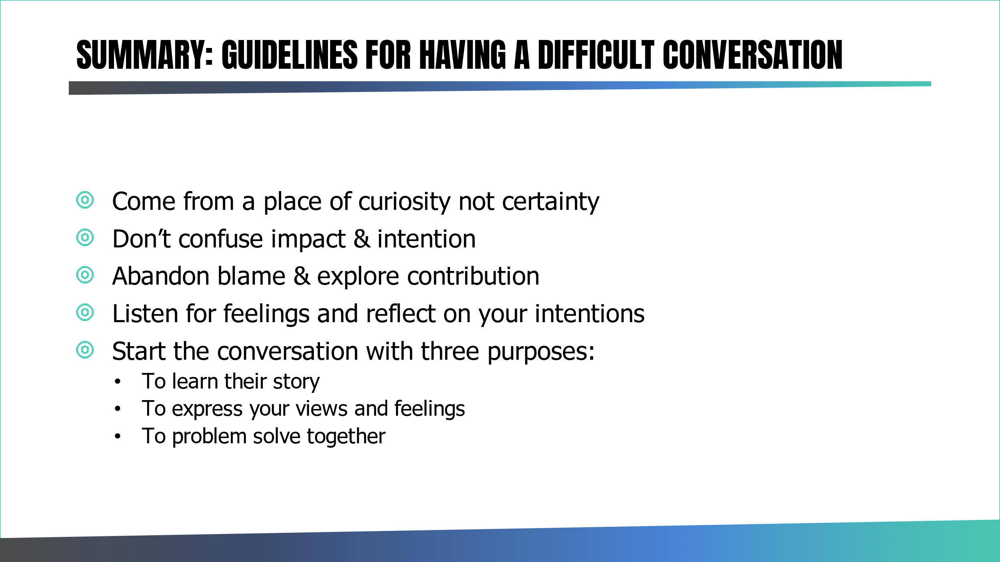 SUMMARY: GUIDELINES FOR HAVING A DIFFICULT CONVERSATION
Come from a place of curiosity not certainty
Don’t confuse impact & intention
Abandon blame & explore contribution
Listen for feelings and reflect on your intentions
Start the conversation with three purposes:
• To learn their story
• To express your views and feelings
• To problem solve together